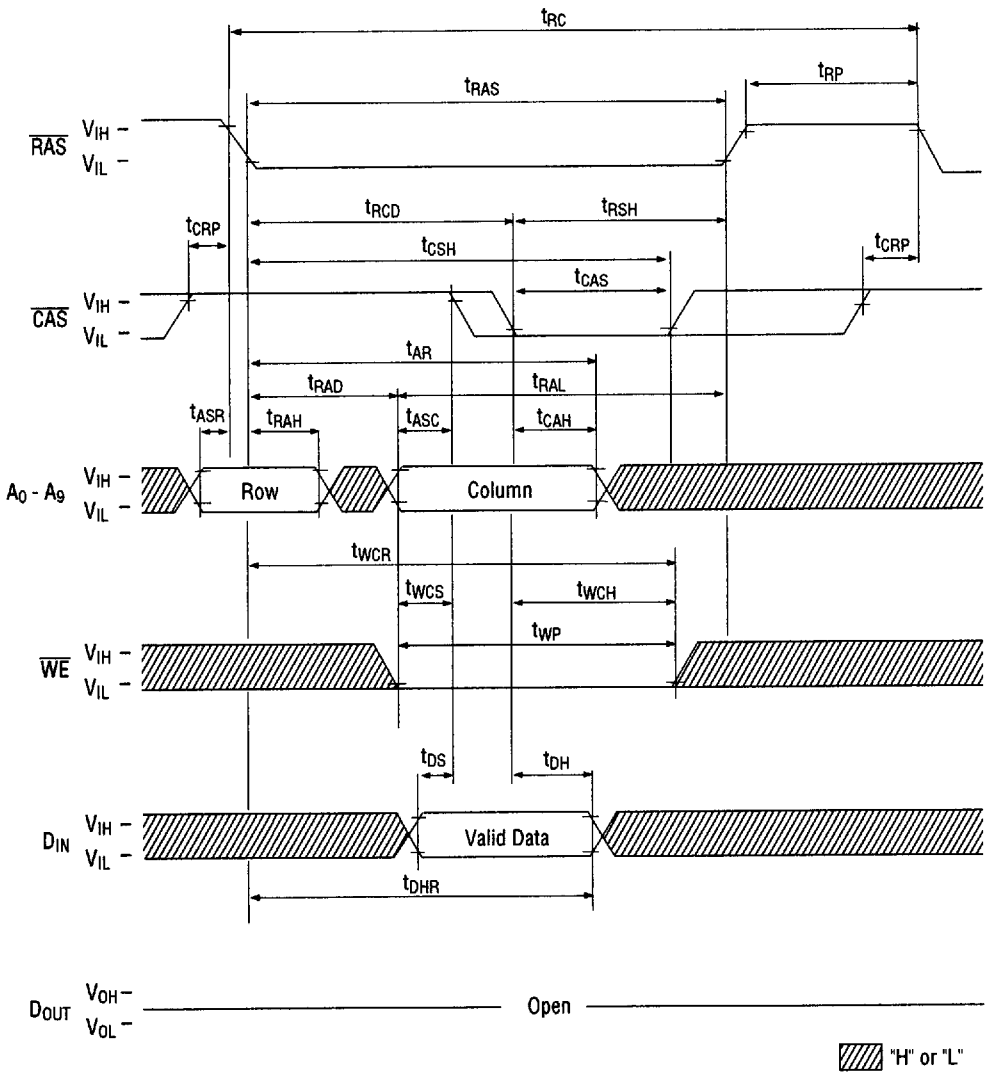 tRC
tRP
tRAS
RAS VIH
VIL
tRCD tRSH
tCRP tCSH tCRP
tCAS
CAS VIH
VIL
tAR
tRAD tRAL
tASR tRAH tASC tCAH
A0 - A9 VIH
VIL
Row Column
tWCR
tWCS tWCH
tWP
WE VIH
VIL
tDS tDH
DIN VIH
VIL
Valid Data
tDHR
DOUT VOH
VOL
Open
"H" or "L"